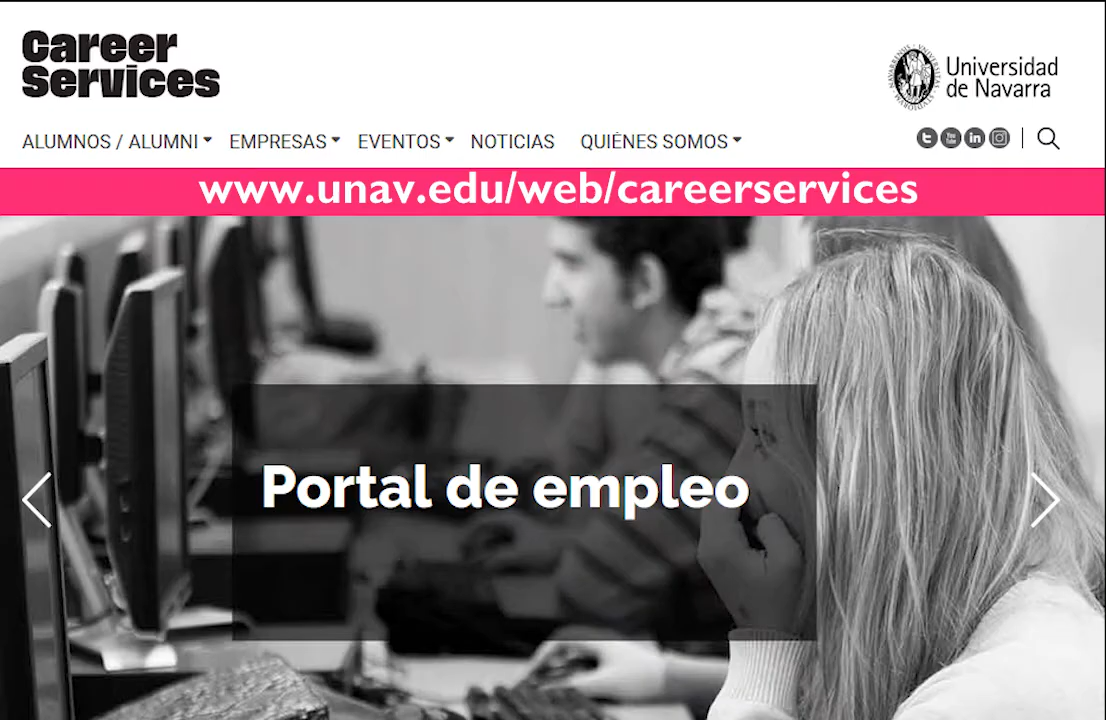 Career
Services
Universidad
de Navarra
ALUMNOS / ALUMNI EMPRESAS EVENTOS NOTICIAS QUIÉNES SOMOS
www.unav.edu/web/careerservices
Portal de empleo